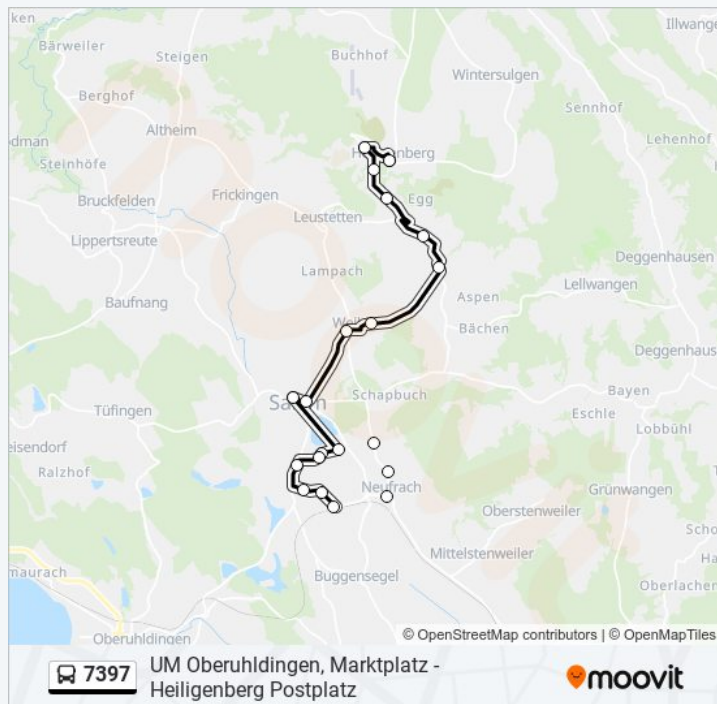 ken
Bärweiler
Steigen
Buchhof
Illwange
Wintersulgen
Berghof
Altheim
Sennhof
dman
Lehenhof
Steinhöfe
Frickingen
Egg
Bruckfelden
Leustetten
Lippertsreute
Deggenhausen
Lampach
Aspen
Lellwangen
Baufnang
Bächen
Deggenhaus
Schapbuch
Bayen
Tüfingen
Eschle
Lobbühl
eisendorf
Ralzhof
Neufrach
Grünwangen
Oberstenweiler
Scho
Mittelstenweiler
Ha
maurach
Buggensegel
Oberlachen
Oberuhldingen
© OpenStreetMap contributors | © OpenMapTiles
7397
UM Oberuhldingen, Marktplatz -
Heiligenberg Postplatz
moovit